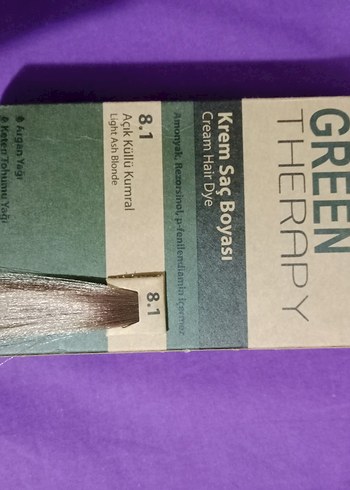 GREEN
THERAPY
Krem Saç Boyası
Cream Hair Dye
Amonyak, Rezorsinol, p-fenilendiamin İçermez
8.1
Açık Küllü Kumral
Light Ash Blonde
8.1
Argan Yağı
Keten Tohumu Yağı